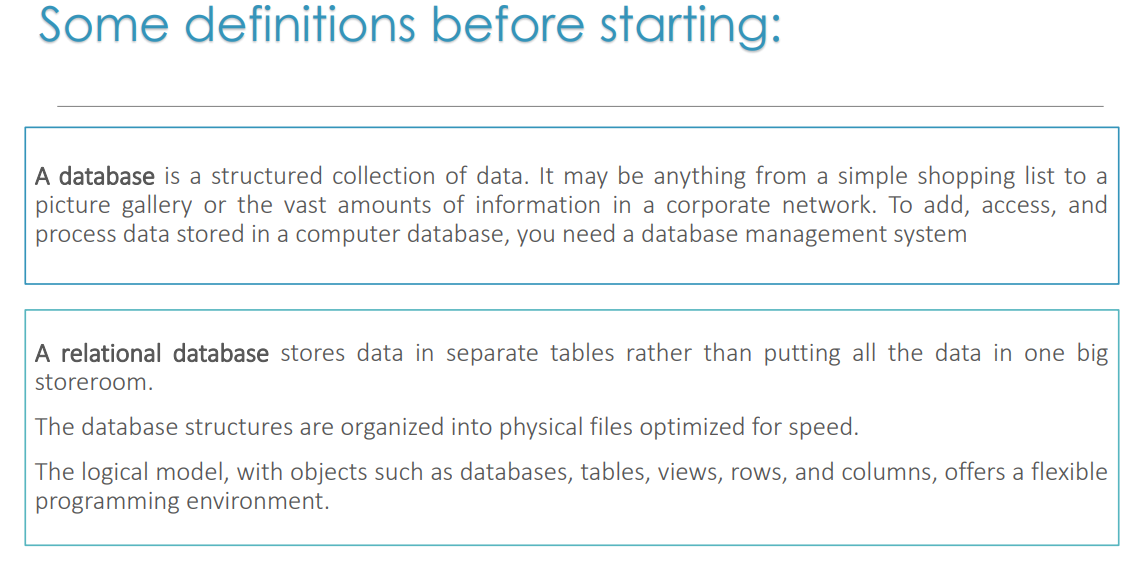 Some definitions before starting:
A database is a structured collection of data. It may be anything from a simple shopping list to a
picture gallery or the vast amounts of information in a corporate network. To add, access, and
process data stored in a computer database, you need a database management system
A relational database stores data in separate tables rather than putting all the data in one big
storeroom.
The database structures are organized into physical files optimized for speed.
The logical model, with objects such as databases, tables, views, rows, and columns, offers a flexible
programming environment.